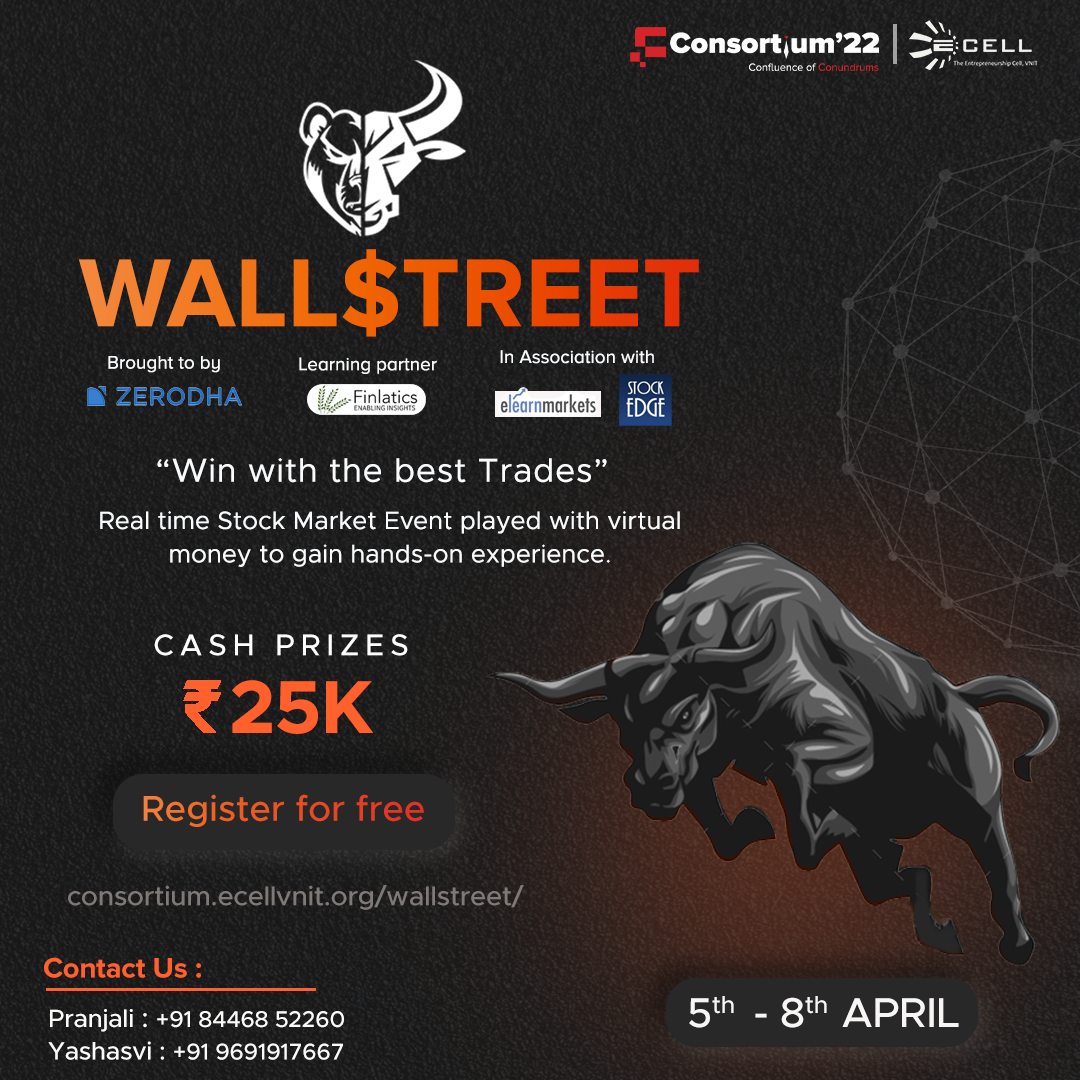 Consortium'22
Confluence of Conundrums
E-CELL
The Entrepreneurship Cell, VNIT
WALL$TREET
Brought to by
ZERODHA
Learning partner
Finlatics
ENABLING INSIGHTS
In Association with
elearnmarkets
STOCK
EDGE
“Win with the best Trades”
Real time Stock Market Event played with virtual
money to gain hands-on experience.
CASH PRIZES
₹25K
Register for free
consortium.ecellvnit.org/wallstreet/
Contact Us :
Pranjali : +91 84468 52260
Yashasvi : +91 9691917667
5th - 8th APRIL